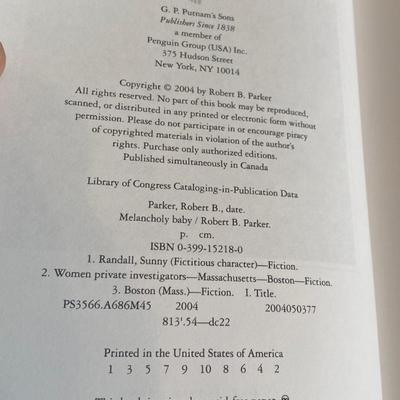 G. P. Putnam's Sons
Publishers Since 1838
a member of
Penguin Group (USA) Inc.
375 Hudson Street
New York, NY 10014
Copyright © 2004 by Robert B. Parker
All rights reserved. No part of this book may be reproduced,
scanned, or distributed in any printed or electronic form without
permission. Please do not participate in or encourage piracy
of copyrighted materials in violation of the author's
rights. Purchase only authorized editions.
Published simultaneously in Canada
Library of Congress Cataloging-in-Publication Data
Parker, Robert B., date.
Melancholy baby / Robert B. Parker.
p. cm.
ISBN 0-399-15218-0
1. Randall, Sunny (Fictitious character)—Fiction.
2. Women private investigators—Massachusetts—Boston—Fiction.
3. Boston (Mass.)—Fiction. I. Title.
PS3566.A686M45 2004 2004050377
813'.54—dc22
Printed in the United States of America
1 3 5 7 9 10 8 6 4 2